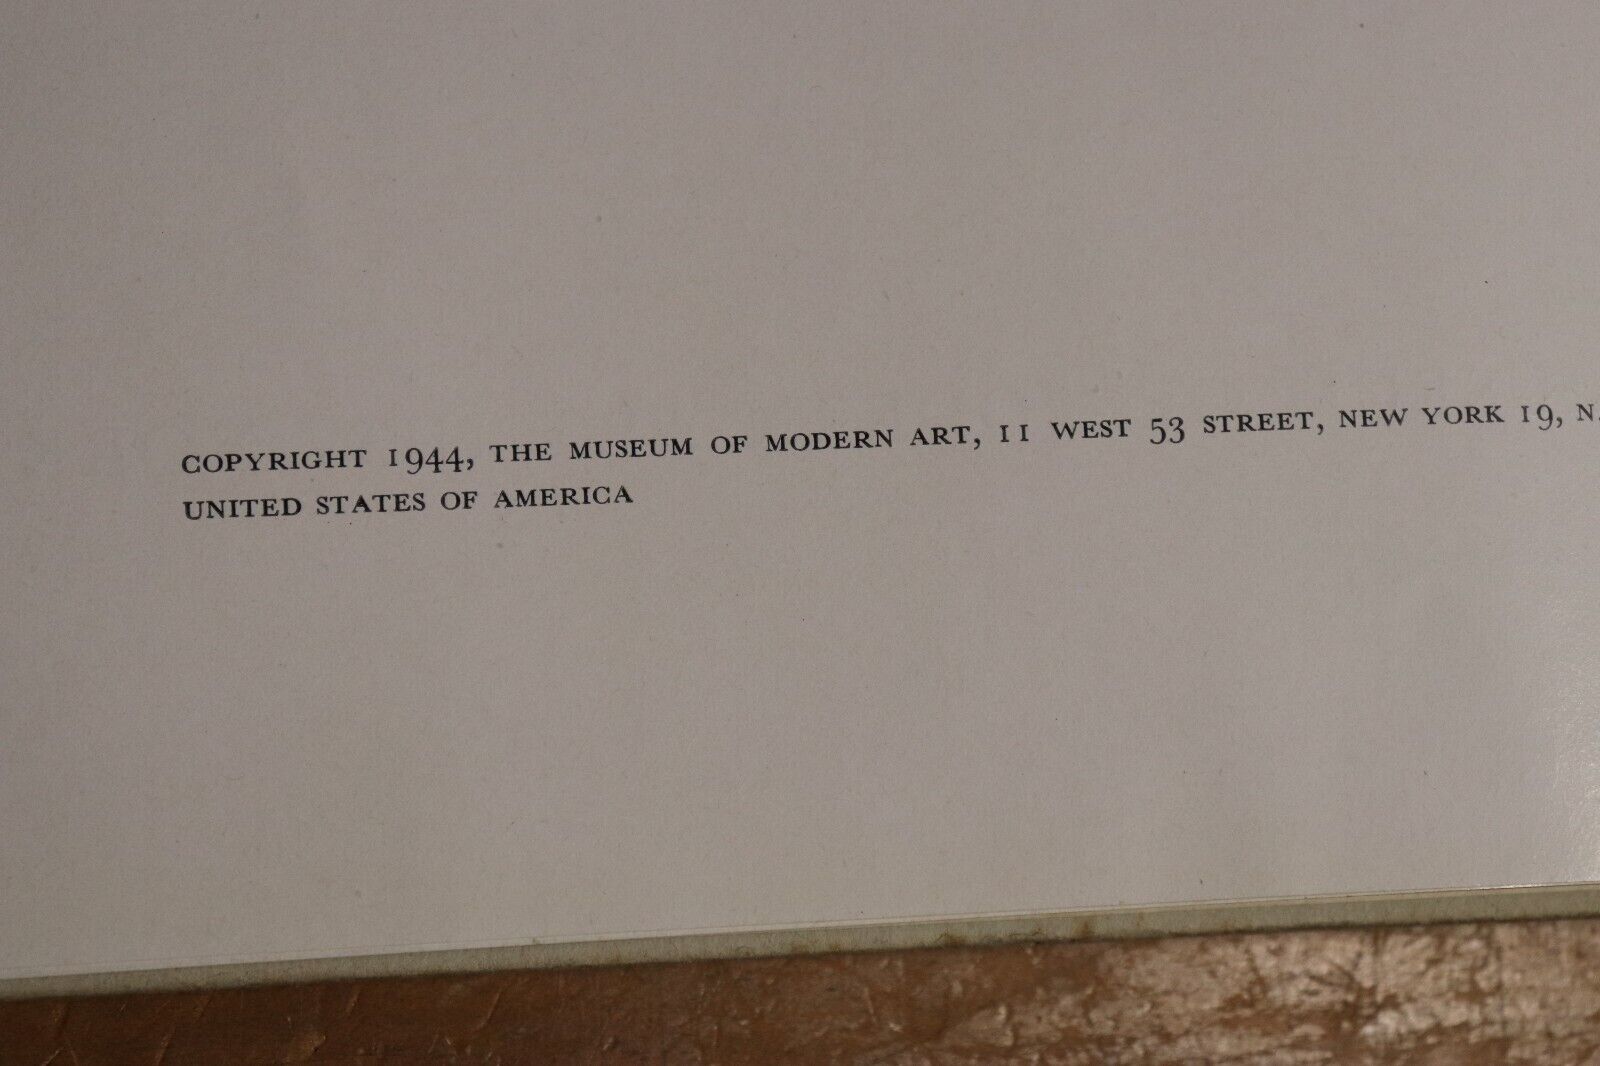 COPYRIGHT 1944, THE MUSEUM OF MODERN ART, 11 WEST 53 STREET, NEW YORK 19, N.
UNITED STATES OF AMERICA